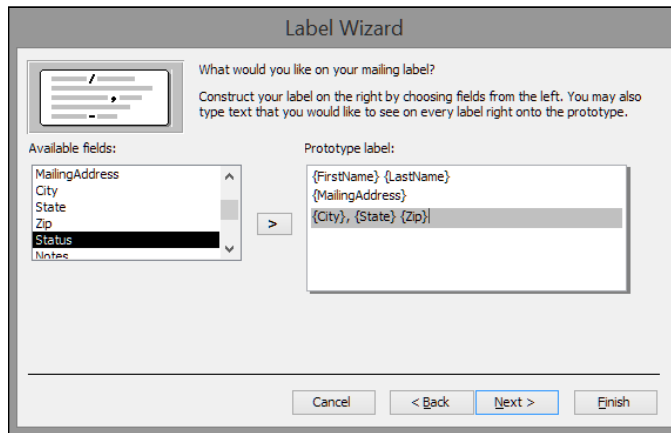 Label Wizard
What would you like on your mailing label?
Construct your label on the right by choosing fields from the left. You may also
type text that you would like to see on every label right onto the prototype.
Available fields:
MailingAddress
City
State
Zip
Status
Notes
>
Prototype label:
{FirstName} {LastName}
{MailingAddress}
{City}, {State} {Zip}
Cancel
< Back
Next >
Finish